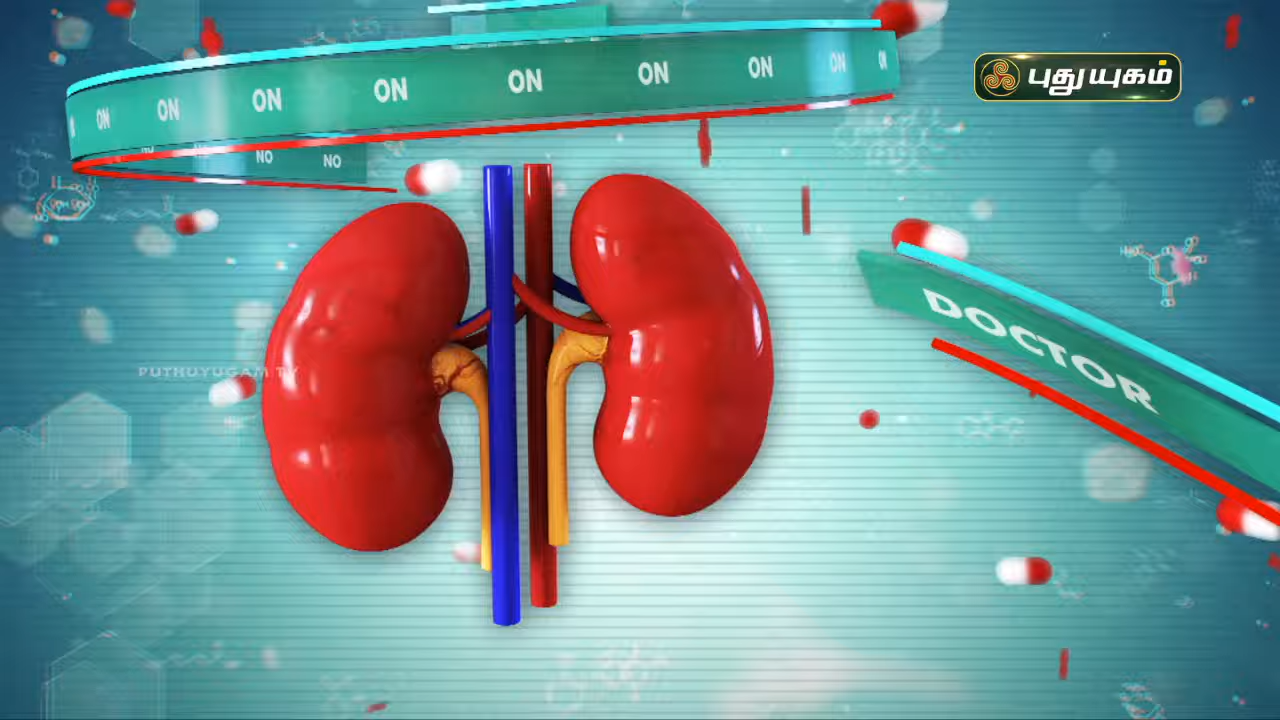 ON ON ON ON ON ON ON ON
புதுயுகம்
NO NO
DOCTOR
PUTHUYUGAM TV